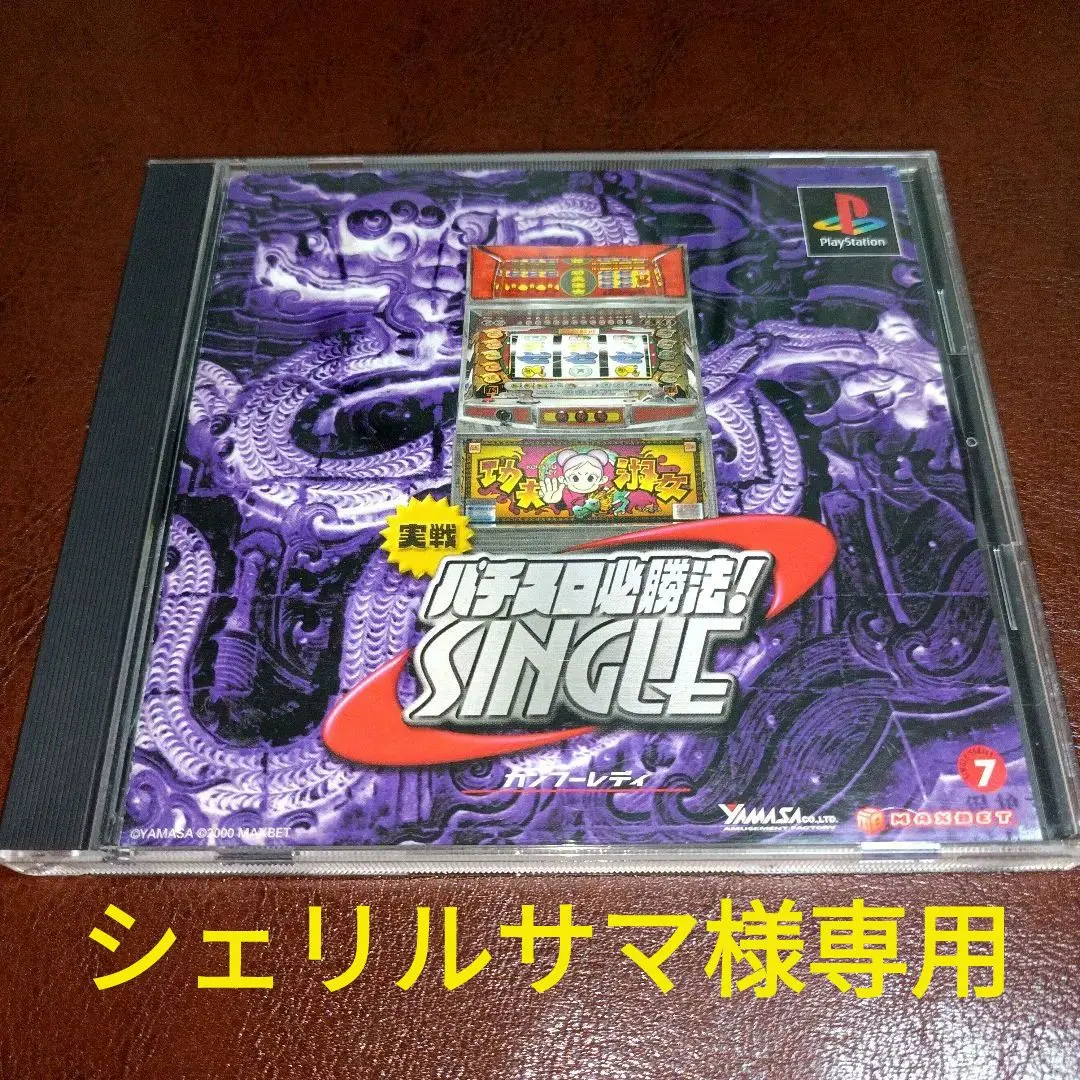 PlayStation
功夫淑女
実戦
パチスロ必勝法!
SINGLE
カンフーレディ
7
©YAMASA ©2000 MAXBET
YAMASA CO.,LTD.
AMUSEMENT FACTORY
MAXBET
シェリルサマ様専用